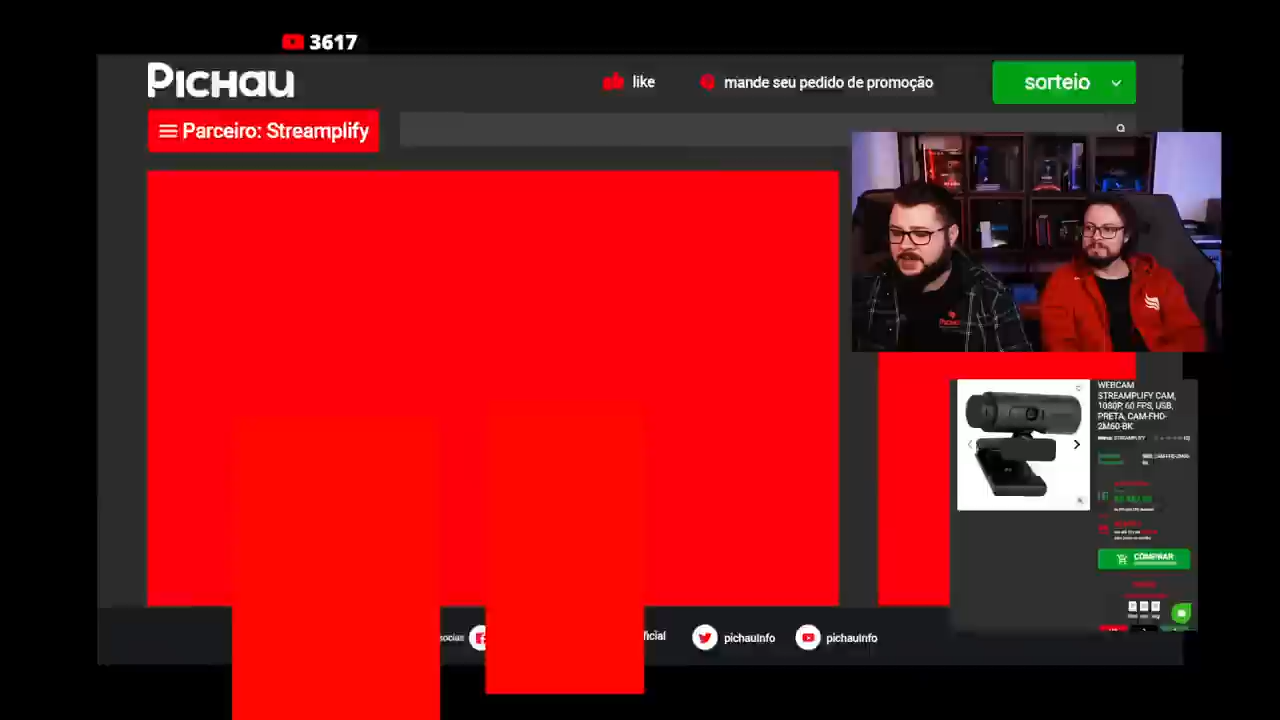 3617
PICHAU
like
mande seu pedido de promoção
sorteio
Parceiro: Streamplify
WEBCAM
STREAMPLIFY CAM,
1080P, 60 FPS, USB,
PRETA, CAM-FHD-
2M60-BK
COMPRAR
pichauinfo
pichauinfo